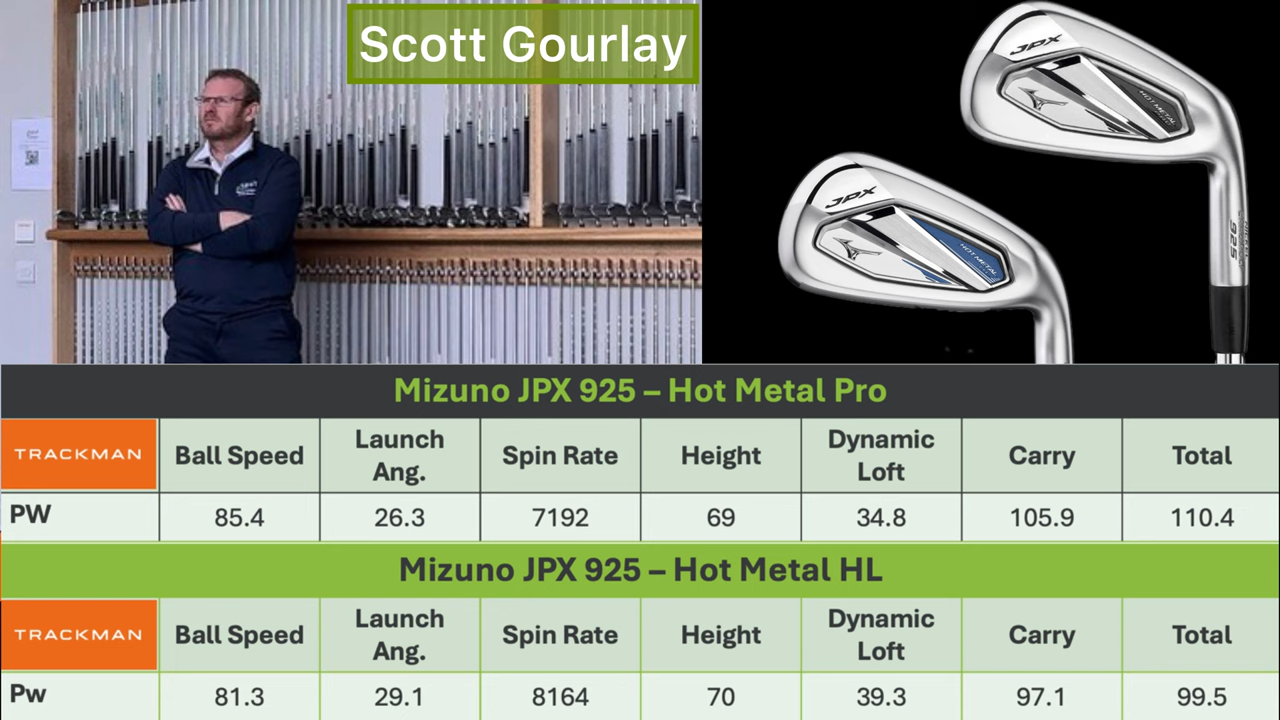 Scott Gourlay
JPX
HOT METAL
JPX
HOT METAL
925
Mizuno JPX 925 – Hot Metal Pro
TRACKMAN Ball Speed Launch Ang. Spin Rate Height Dynamic Loft Carry Total
PW 85.4 26.3 7192 69 34.8 105.9 110.4
Mizuno JPX 925 – Hot Metal HL
TRACKMAN Ball Speed Launch Ang. Spin Rate Height Dynamic Loft Carry Total
Pw 81.3 29.1 8164 70 39.3 97.1 99.5